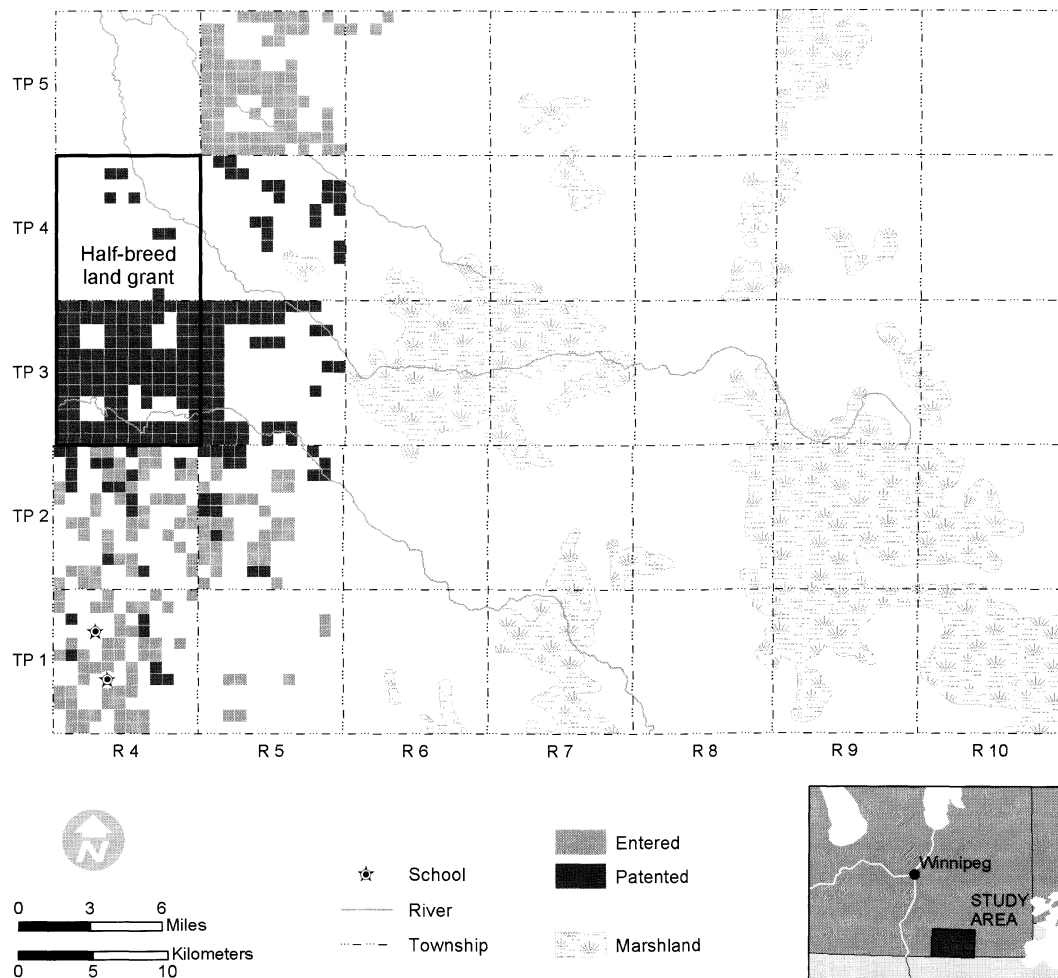 TP 5
TP 4
Half-breed
land grant
TP 3
TP 2
TP 1
R 4 R 5 R 6 R 7 R 8 R 9 R 10
N
0 3 6
Miles
Kilometers
0 5 10
School
River
Township
Entered
Patented
Marshland
Winnipeg
STUDY
AREA